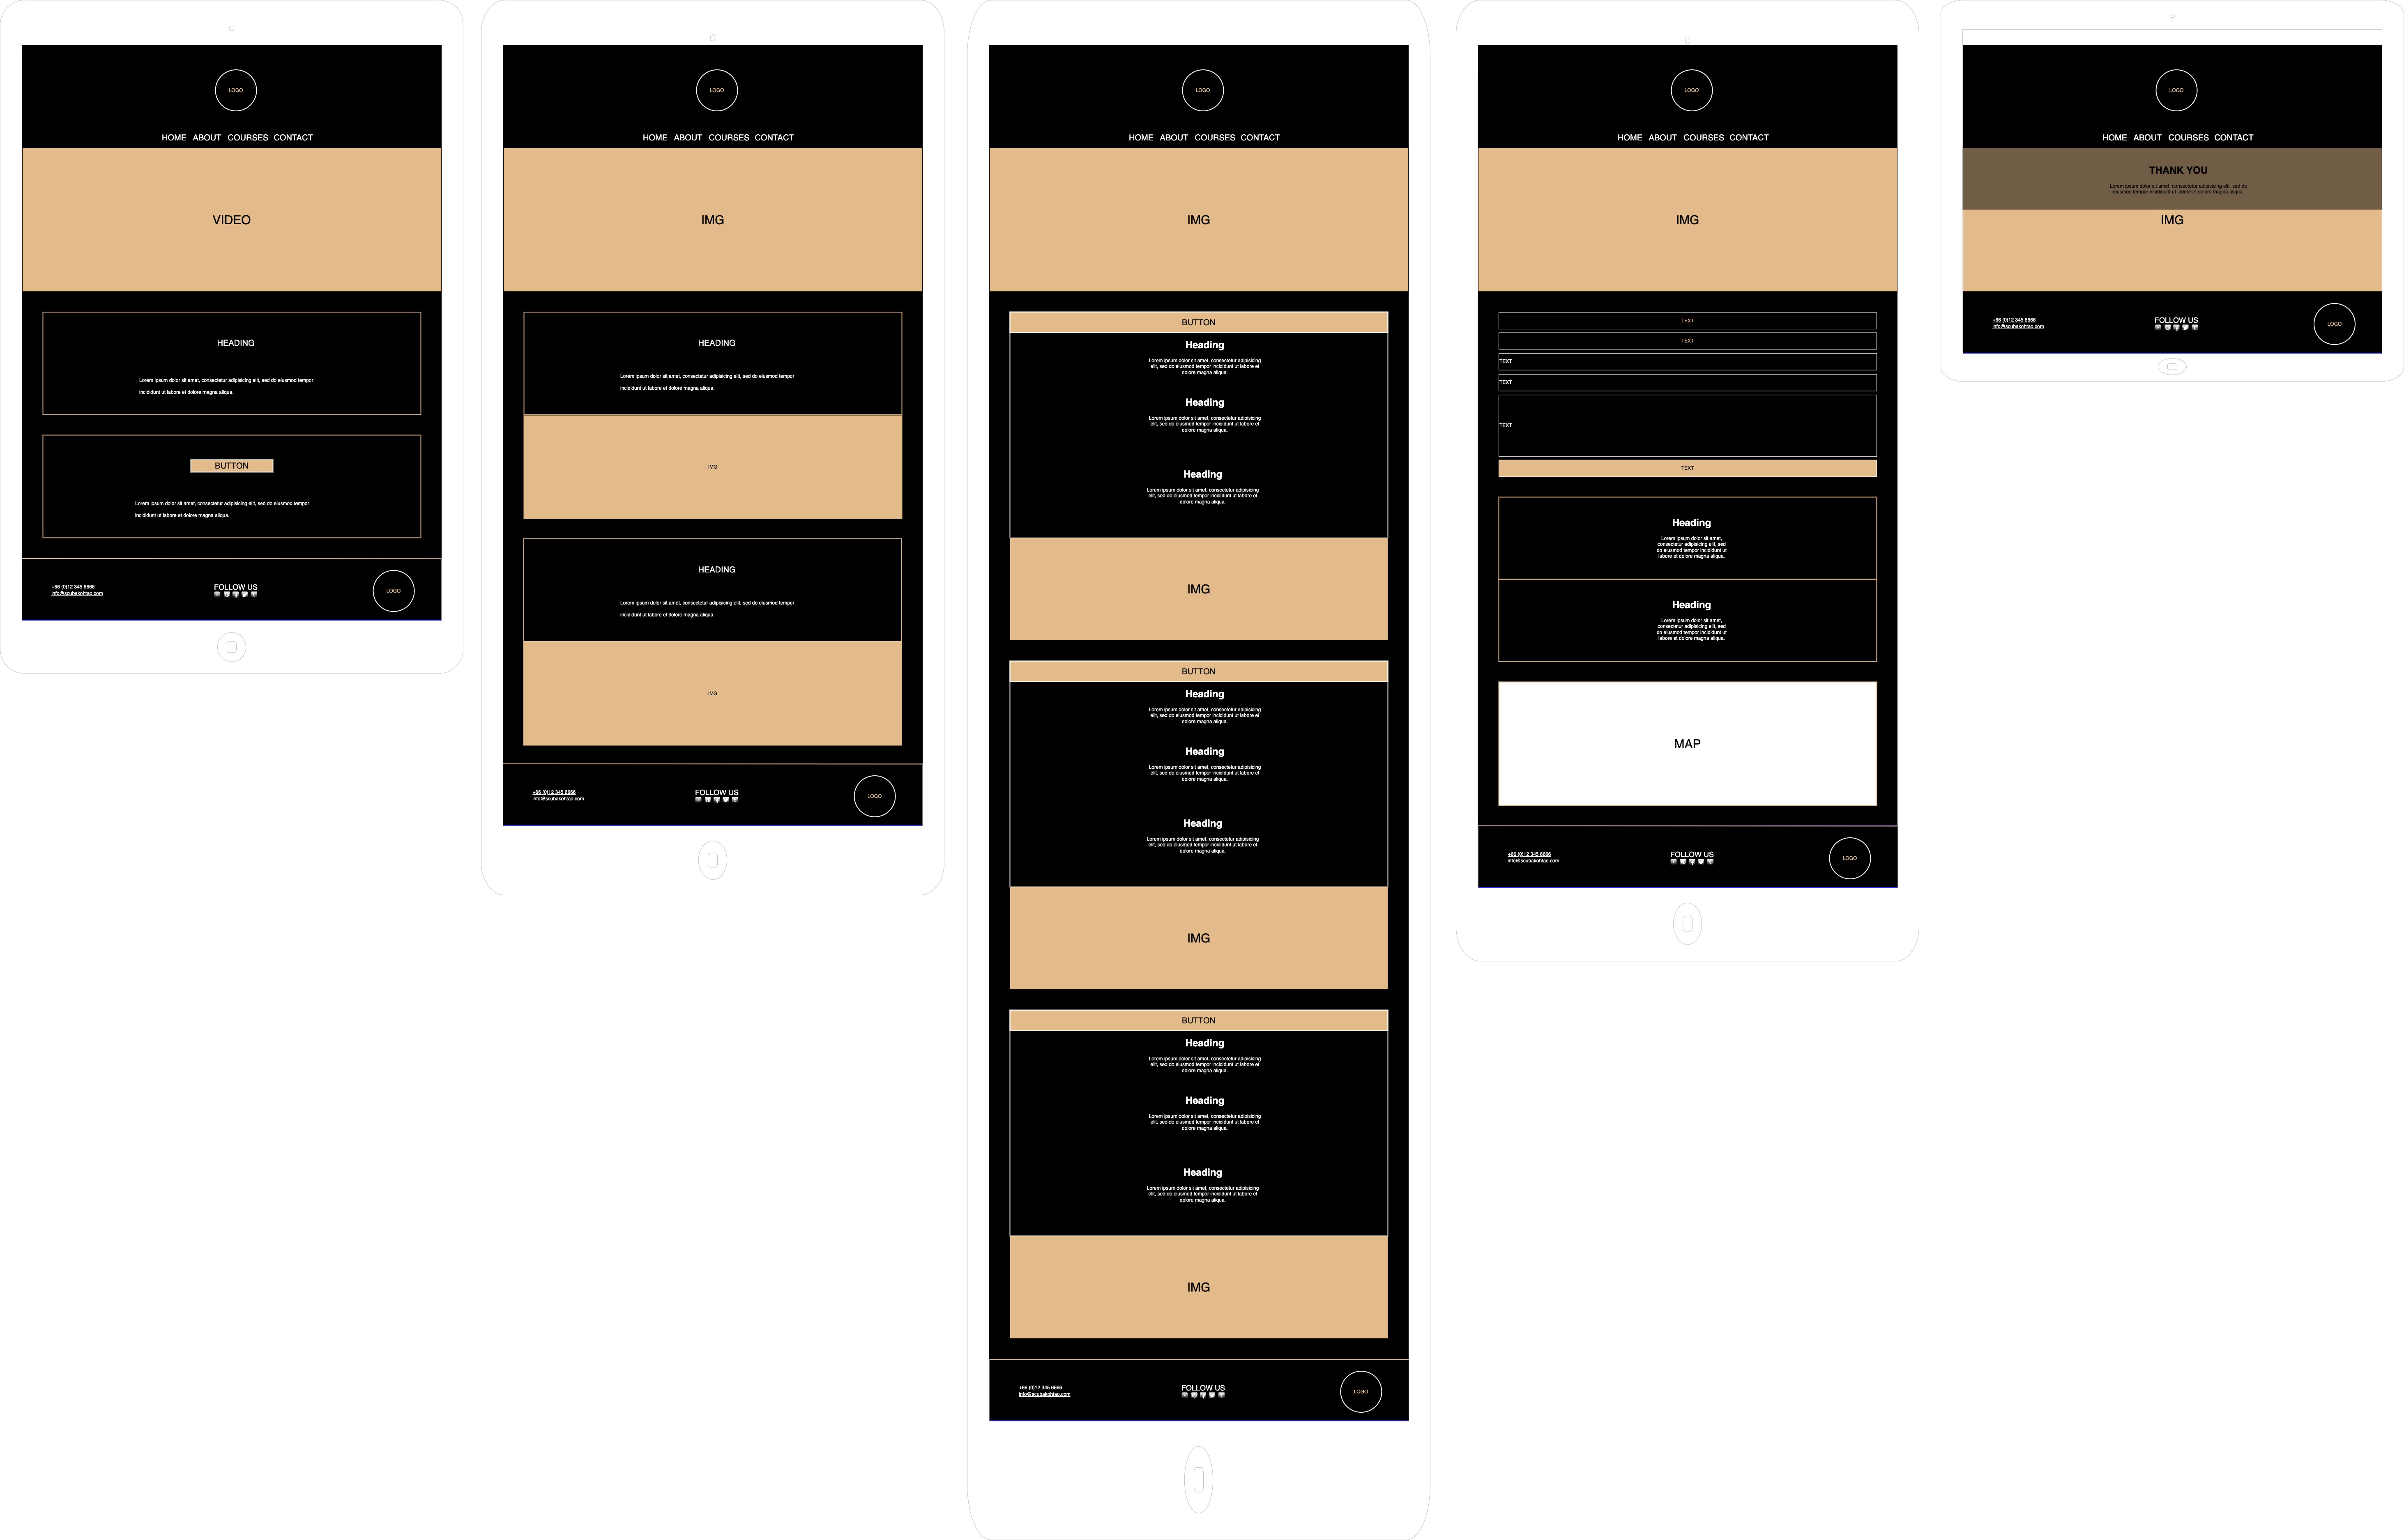 LOGO
HOME ABOUT COURSES CONTACT
VIDEO
HEADING
Lorem ipsum dolor sit amet, consectetur adipisicing elit, sed do eiusmod tempor
incididunt ut labore et dolore magna aliqua.
BUTTON
Lorem ipsum dolor sit amet, consectetur adipisicing elit, sed do eiusmod tempor
incididunt ut labore et dolore magna aliqua.
+66 (0)12 345 6666
info@scubakohtao.com
FOLLOW US
LOGO
LOGO
HOME ABOUT COURSES CONTACT
IMG
HEADING
Lorem ipsum dolor sit amet, consectetur adipisicing elit, sed do eiusmod tempor
incididunt ut labore et dolore magna aliqua.
IMG
HEADING
Lorem ipsum dolor sit amet, consectetur adipisicing elit, sed do eiusmod tempor
incididunt ut labore et dolore magna aliqua.
IMG
+66 (0)12 345 6666
info@scubakohtao.com
FOLLOW US
LOGO
LOGO
HOME ABOUT COURSES CONTACT
IMG
BUTTON
Heading
Lorem ipsum dolor sit amet, consectetur adipisicing
elit, sed do eiusmod tempor incididunt ut labore et
dolore magna aliqua.
Heading
Lorem ipsum dolor sit amet, consectetur adipisicing
elit, sed do eiusmod tempor incididunt ut labore et
dolore magna aliqua.
Heading
Lorem ipsum dolor sit amet, consectetur adipisicing
elit, sed do eiusmod tempor incididunt ut labore et
dolore magna aliqua.
IMG
BUTTON
Heading
Lorem ipsum dolor sit amet, consectetur adipisicing
elit, sed do eiusmod tempor incididunt ut labore et
dolore magna aliqua.
Heading
Lorem ipsum dolor sit amet, consectetur adipisicing
elit, sed do eiusmod tempor incididunt ut labore et
dolore magna aliqua.
Heading
Lorem ipsum dolor sit amet, consectetur adipisicing
elit, sed do eiusmod tempor incididunt ut labore et
dolore magna aliqua.
IMG
BUTTON
Heading
Lorem ipsum dolor sit amet, consectetur adipisicing
elit, sed do eiusmod tempor incididunt ut labore et
dolore magna aliqua.
Heading
Lorem ipsum dolor sit amet, consectetur adipisicing
elit, sed do eiusmod tempor incididunt ut labore et
dolore magna aliqua.
Heading
Lorem ipsum dolor sit amet, consectetur adipisicing
elit, sed do eiusmod tempor incididunt ut labore et
dolore magna aliqua.
IMG
+66 (0)12 345 6666
info@scubakohtao.com
FOLLOW US
LOGO
LOGO
HOME ABOUT COURSES CONTACT
IMG
TEXT
TEXT
TEXT
TEXT
TEXT
TEXT
Heading
Lorem ipsum dolor sit amet,
consectetur adipisicing elit, sed
do eiusmod tempor incididunt ut
labore et dolore magna aliqua.
Heading
Lorem ipsum dolor sit amet,
consectetur adipisicing elit, sed
do eiusmod tempor incididunt ut
labore et dolore magna aliqua.
MAP
+66 (0)12 345 6666
info@scubakohtao.com
FOLLOW US
LOGO
LOGO
HOME ABOUT COURSES CONTACT
THANK YOU
Lorem ipsum dolor sit amet, consectetur adipisicing elit, sed do
eiusmod tempor incididunt ut labore et dolore magna aliqua.
IMG
+66 (0)12 345 6666
info@scubakohtao.com
FOLLOW US
LOGO